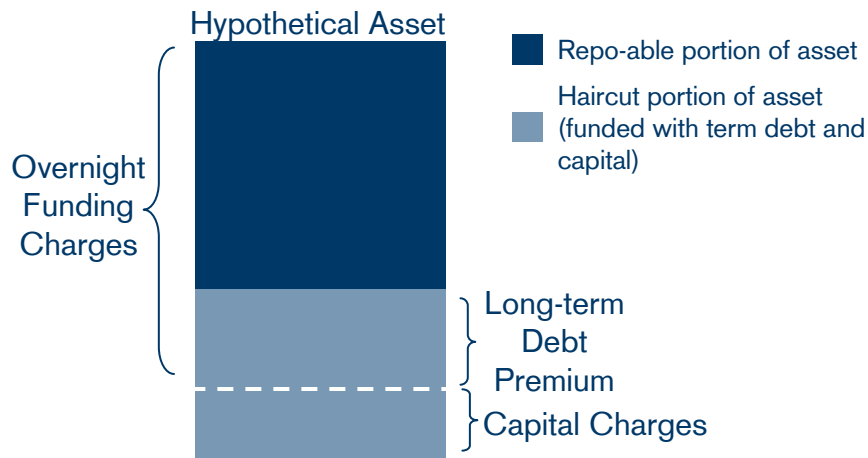 Hypothetical Asset
Repo-able portion of asset
Haircut portion of asset
(funded with term debt and
capital)
Overnight
Funding
Charges
Long-term
Debt
Premium
Capital Charges